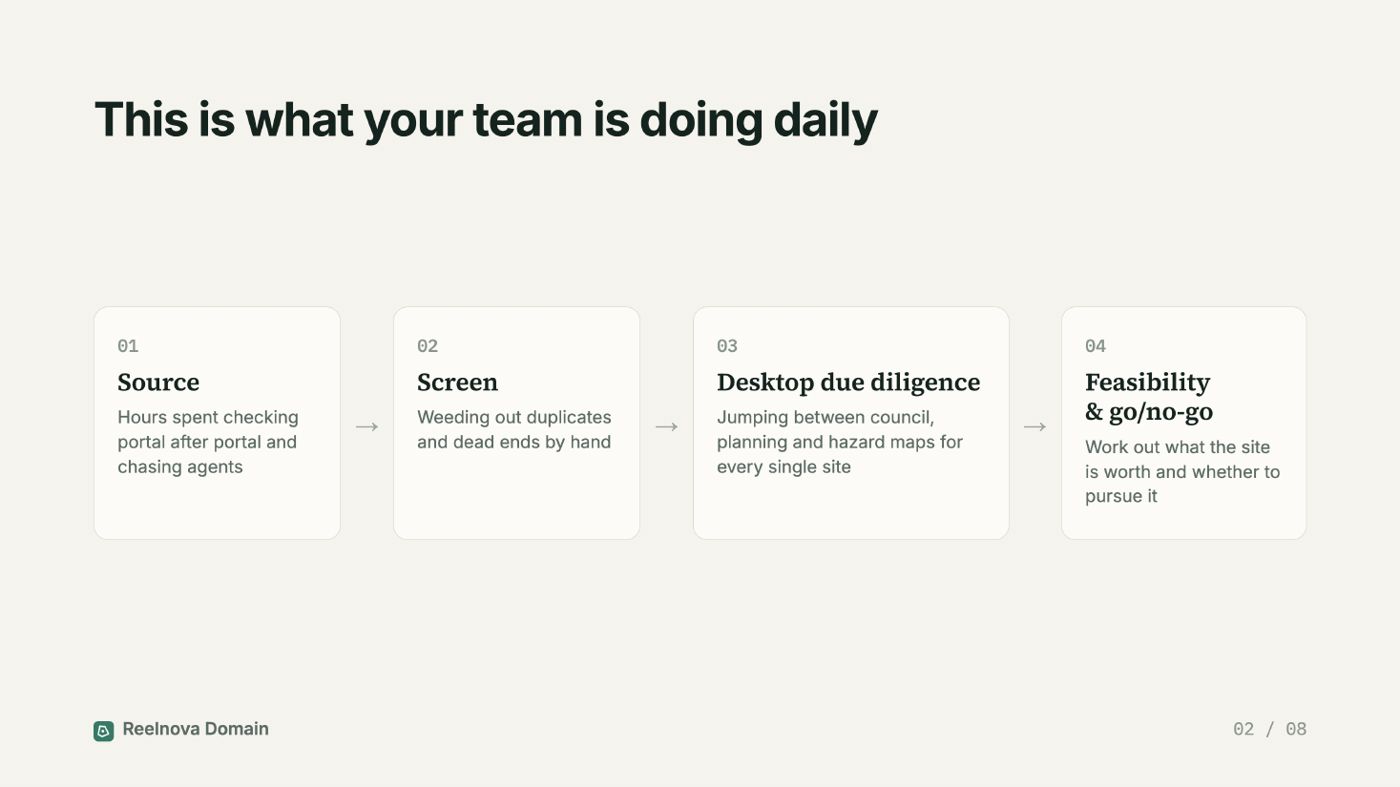 This is what your team is doing daily
01
Source
Hours spent checking
portal after portal and
chasing agents
→
02
Screen
Weeding out duplicates
and dead ends by hand
→
03
Desktop due diligence
Jumping between council,
planning and hazard maps for
every single site
→
04
Feasibility
& go/no-go
Work out what the site
is worth and whether to
pursue it
Reelnova Domain
02 / 08